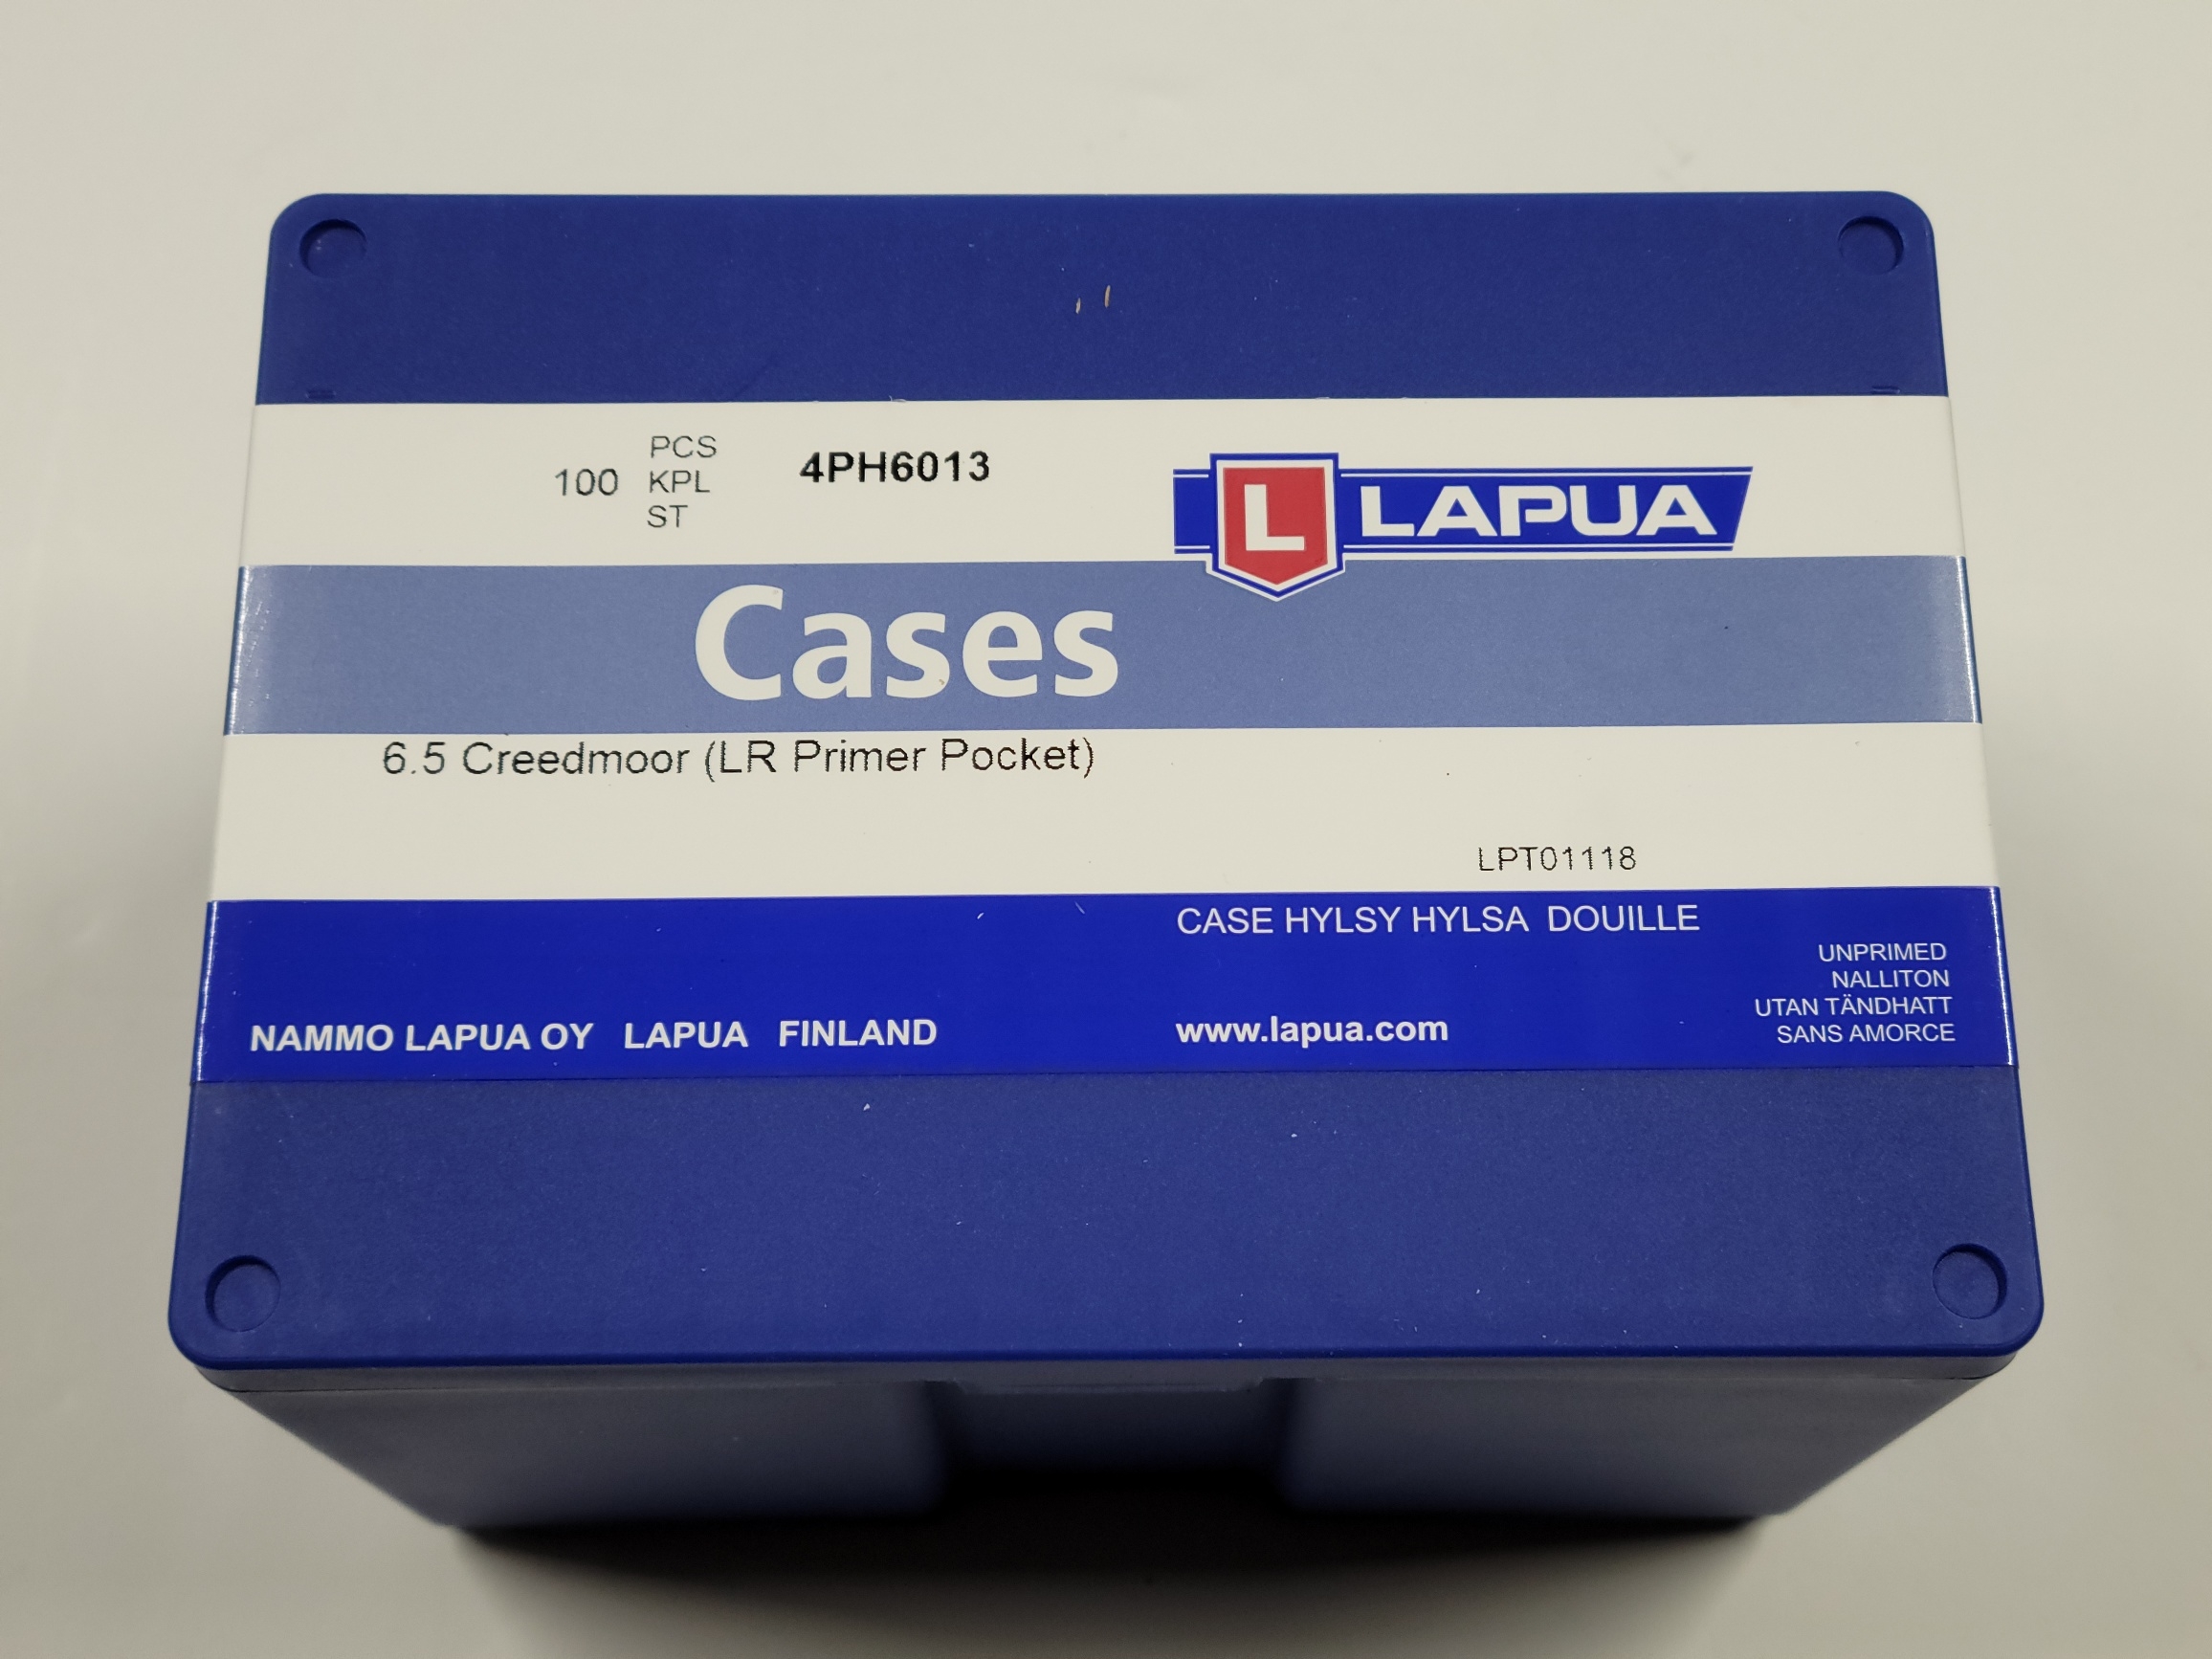 PCS
100 KPL 4PH6013
ST
L LAPUA
Cases
6.5 Creedmoor (LR Primer Pocket)
LPT01118
CASE HYLSY HYLSA DOUILLE
UNPRIMED
NALLITON
UTAN TÄNDHATT
SANS AMORCE
NAMMO LAPUA OY LAPUA FINLAND
www.lapua.com